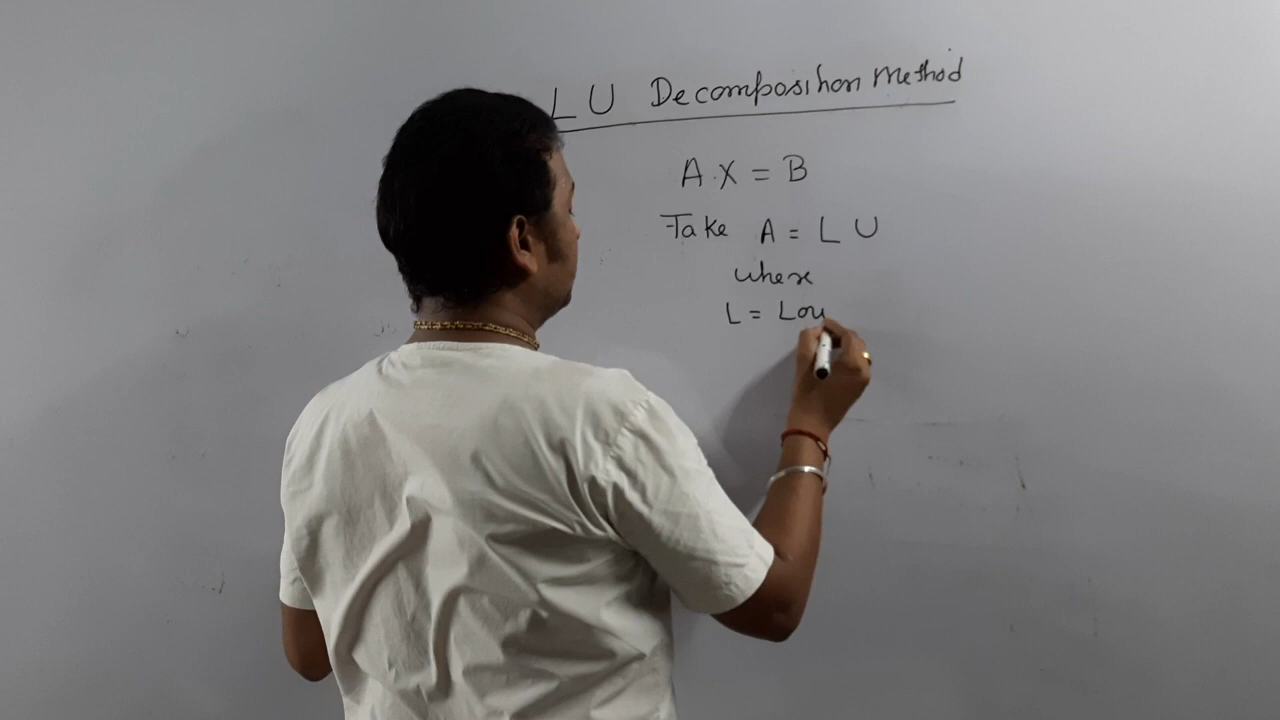 LU Decomposition Method
A.X = B
Take A = L U
where
L = Low